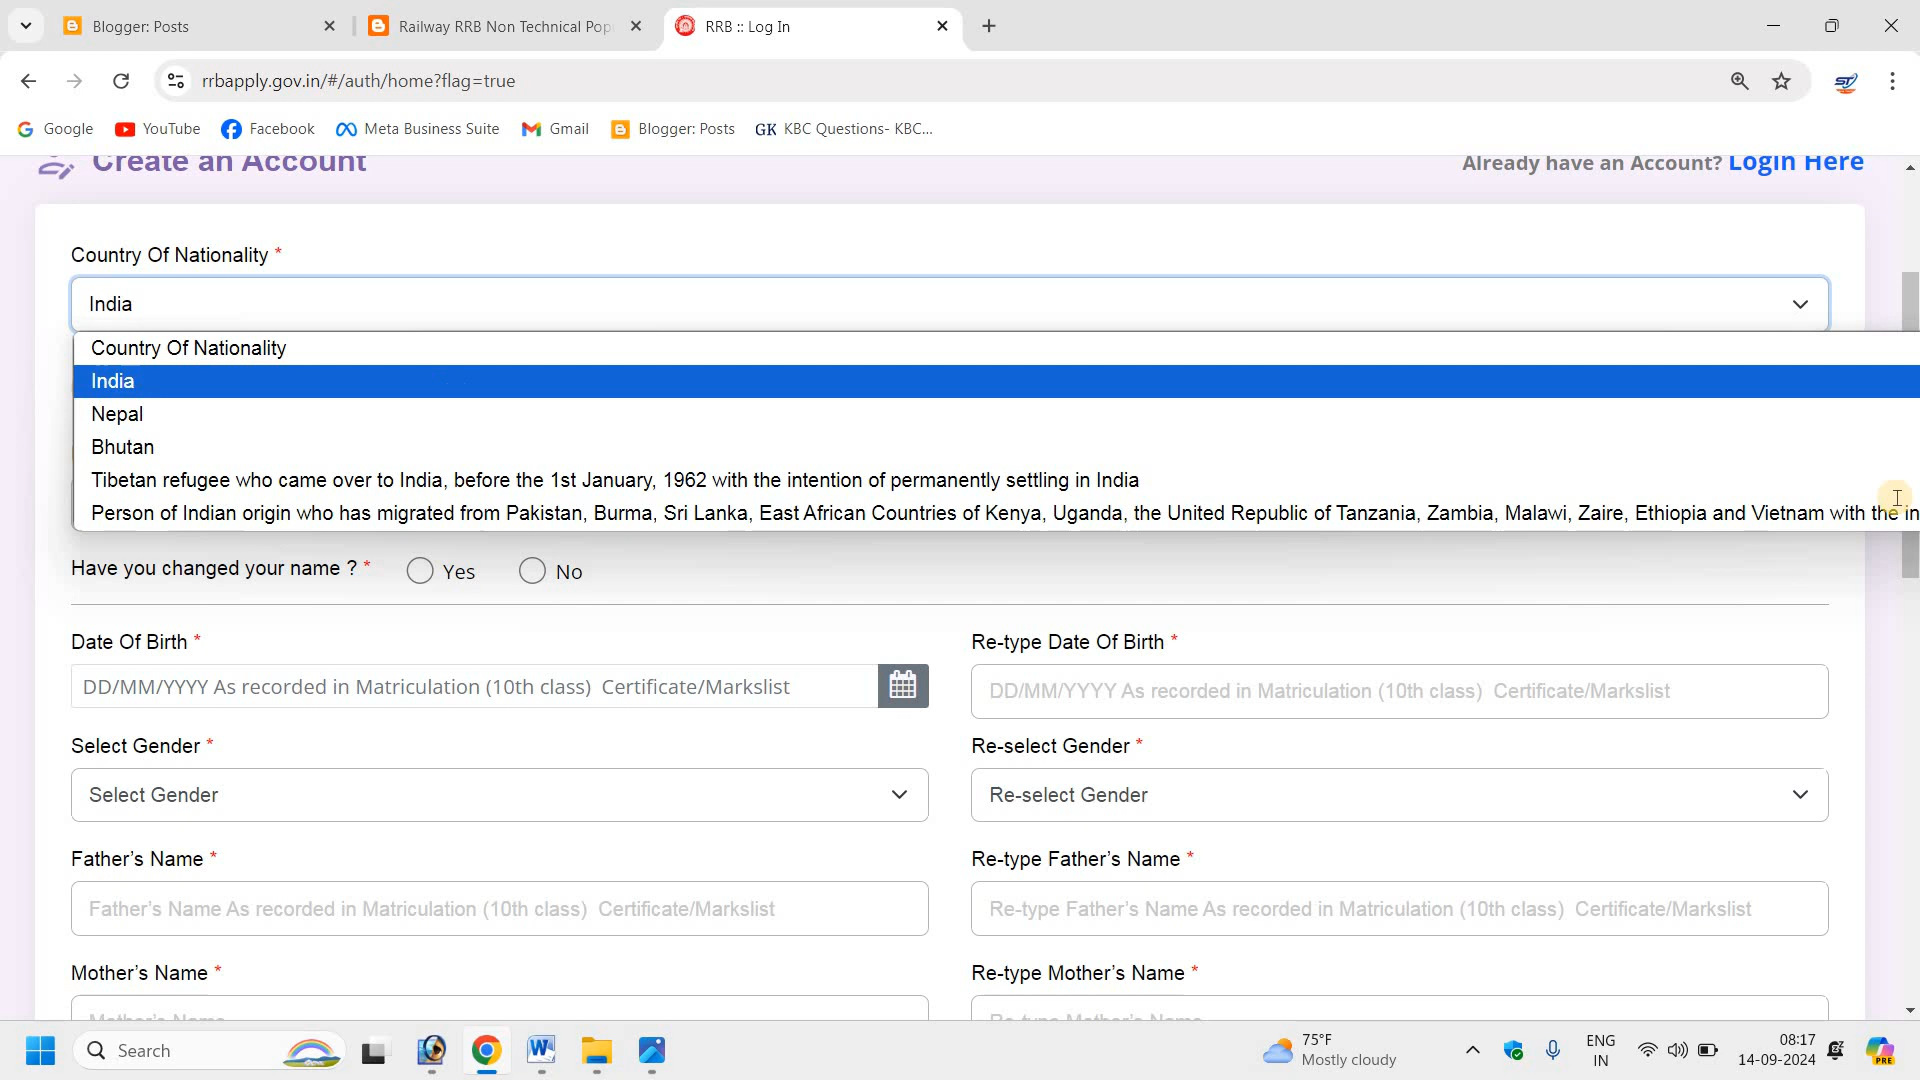 Blogger: Posts
Railway RRB Non Technical Pop
RRB :: Log In
rrbapply.gov.in/#/auth/home?flag=true
Google
YouTube
Facebook
Meta Business Suite
Gmail
Blogger: Posts
GK KBC Questions- KBC...
Create an Account
Already have an Account? Login Here
Country Of Nationality *
India
Country Of Nationality
India
Nepal
Bhutan
Tibetan refugee who came over to India, before the 1st January, 1962 with the intention of permanently settling in India
Person of Indian origin who has migrated from Pakistan, Burma, Sri Lanka, East African Countries of Kenya, Uganda, the United Republic of Tanzania, Zambia, Malawi, Zaire, Ethiopia and Vietnam with the in
Have you changed your name ? *
Yes
No
Date Of Birth *
Re-type Date Of Birth *
DD/MM/YYYY As recorded in Matriculation (10th class) Certificate/Markslist
DD/MM/YYYY As recorded in Matriculation (10th class) Certificate/Markslist
Select Gender *
Re-select Gender *
Select Gender
Re-select Gender
Father's Name *
Re-type Father's Name *
Father's Name As recorded in Matriculation (10th class) Certificate/Markslist
Re-type Father's Name As recorded in Matriculation (10th class) Certificate/Markslist
Mother's Name *
Re-type Mother's Name *
Mother's Name
Re-type Mother's Name
Search
75°F
Mostly cloudy
ENG
IN
08:17
14-09-2024
PRE